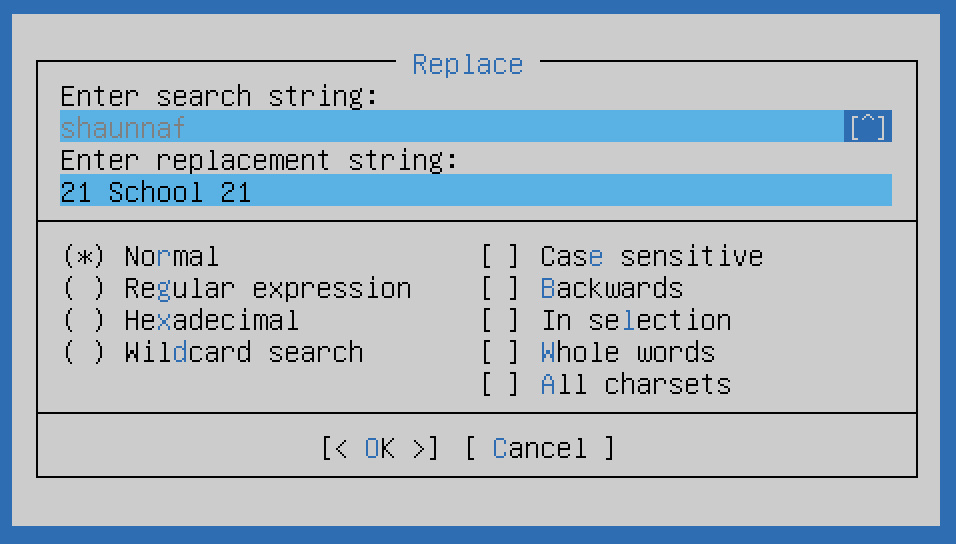 Replace
Enter search string:
shaunnaf [^]
Enter replacement string:
21 School 21
(*) Normal [ ] Case sensitive
( ) Regular expression [ ] Backwards
( ) Hexadecimal [ ] In selection
( ) Wildcard search [ ] Whole words
[ ] All charsets
[< OK >] [ Cancel ]